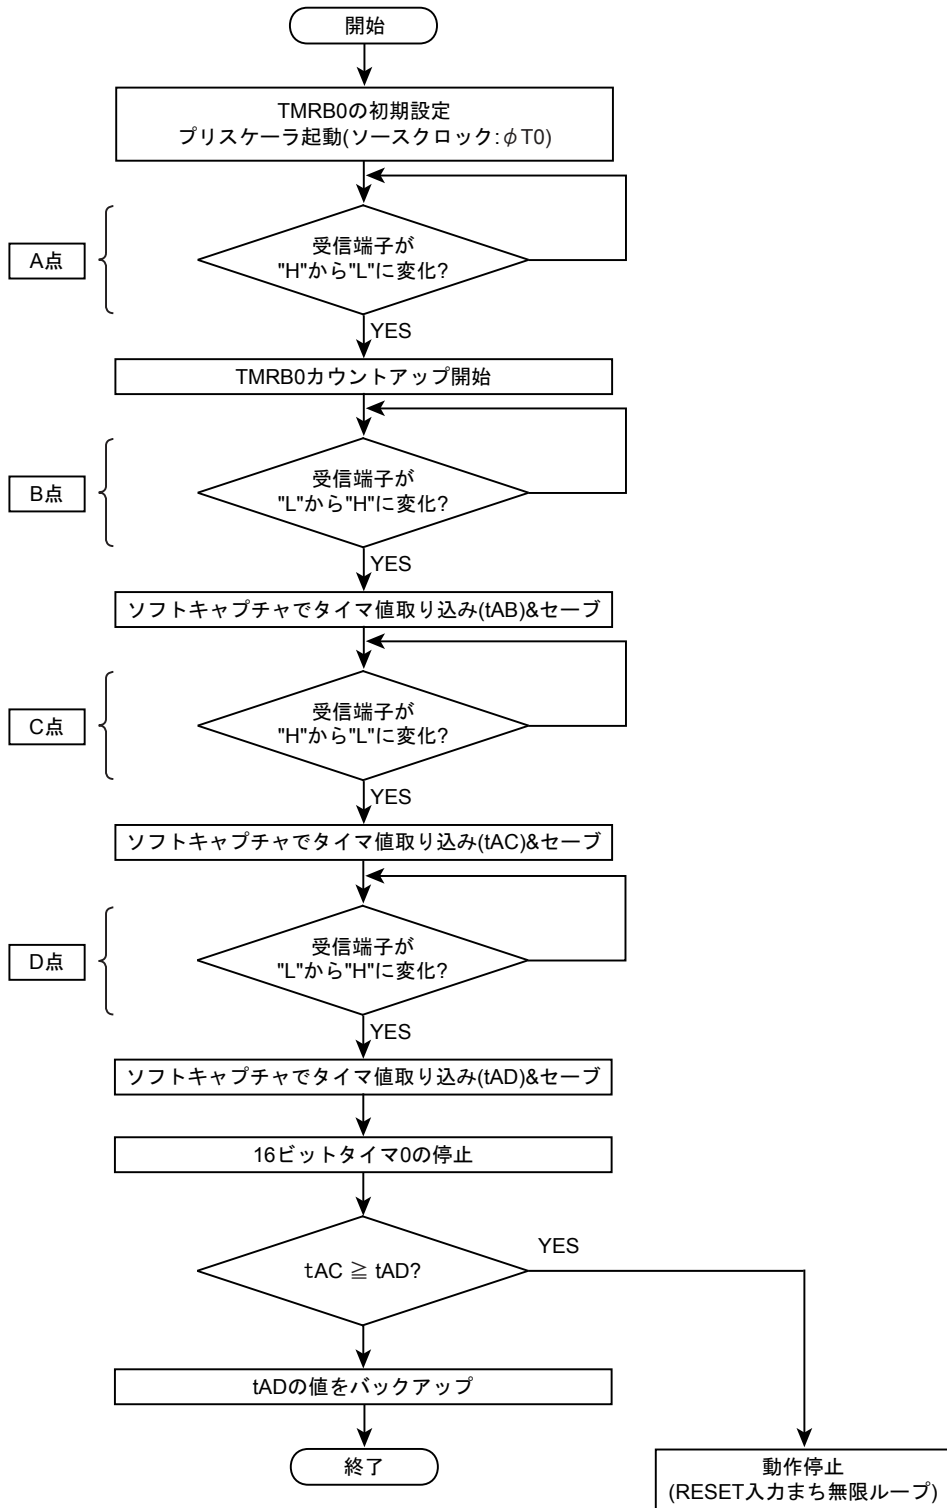 開始
TMRB0の初期設定
プリスケーラ起動(ソースクロック:φT0)
A点
受信端子が
"H"から"L"に変化?
YES
TMRB0カウントアップ開始
B点
受信端子が
"L"から"H"に変化?
YES
ソフトキャプチャでタイマ値取り込み(tAB)&セーブ
C点
受信端子が
"H"から"L"に変化?
YES
ソフトキャプチャでタイマ値取り込み(tAC)&セーブ
D点
受信端子が
"L"から"H"に変化?
YES
ソフトキャプチャでタイマ値取り込み(tAD)&セーブ
16ビットタイマ0の停止
tAC ≧ tAD?
YES
tADの値をバックアップ
終了
動作停止
(RESET入力まち無限ループ)